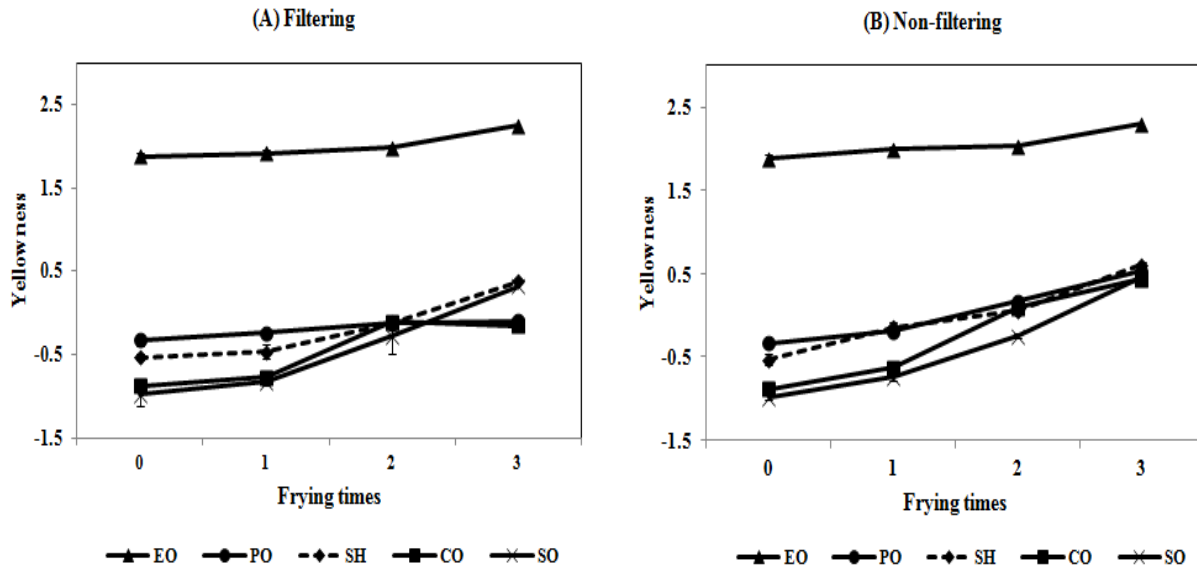 (A) Filtering
2.5
1.5
0.5
-0.5
-1.5
Yellowness
0 1 2 3
Frying times
EO PO SH CO SO
(B) Non-filtering
2.5
1.5
0.5
-0.5
-1.5
Yellowness
0 1 2 3
Frying times
EO PO SH CO SO